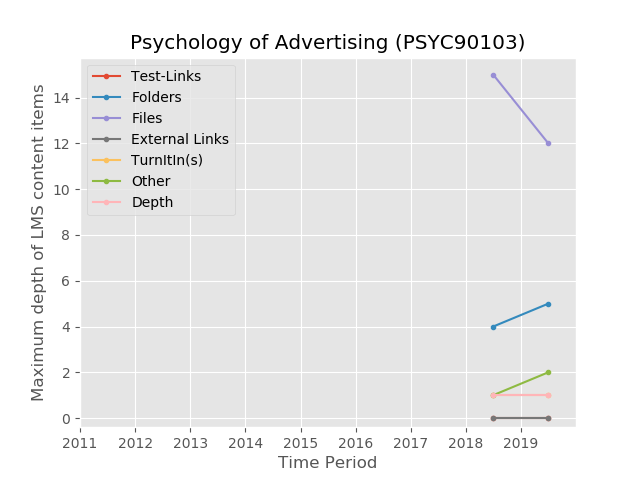 Psychology of Advertising (PSYC90103)
Test-Links
Folders
Files
External Links
TurnItIn(s)
Other
Depth
Maximum depth of LMS content items
14
12
10
8
6
4
2
0
2011 2012 2013 2014 2015 2016 2017 2018 2019
Time Period